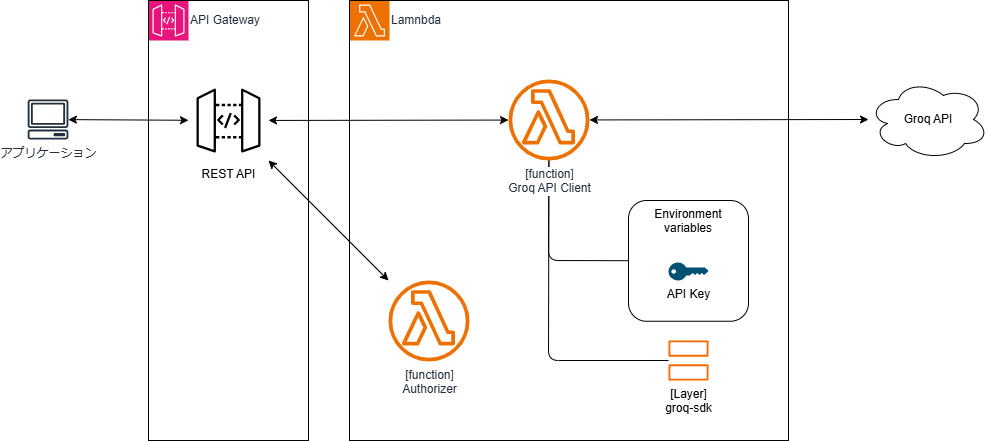 API Gateway
Lamnbda
アプリケーション
REST API
[function]
Groq API Client
Groq API
Environment
variables
API Key
[function]
Authorizer
[Layer]
groq-sdk